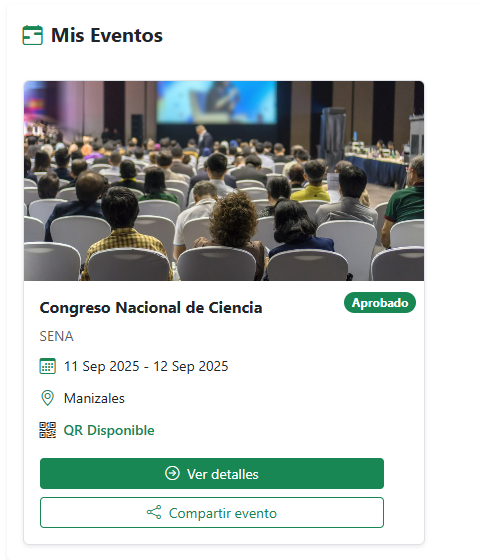 Mis Eventos
Congreso Nacional de Ciencia
Aprobado
SENA
11 Sep 2025 - 12 Sep 2025
Manizales
QR Disponible
Ver detalles
Compartir evento